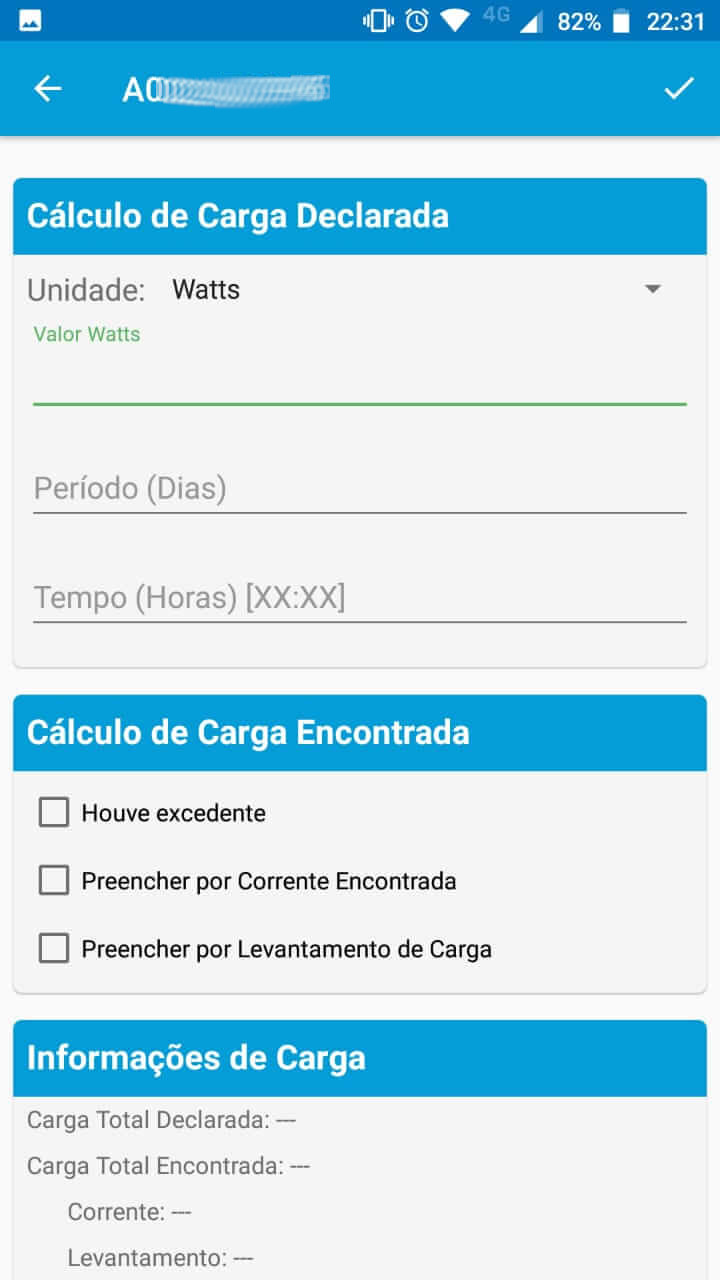 4G 82% 22:31
Cálculo de Carga Declarada
Unidade: Watts
Valor Watts
Período (Dias)
Tempo (Horas) [XX:XX]
Cálculo de Carga Encontrada
Houve excedente
Preencher por Corrente Encontrada
Preencher por Levantamento de Carga
Informações de Carga
Carga Total Declarada: ---
Carga Total Encontrada: ---
Corrente: ---
Levantamento: ---